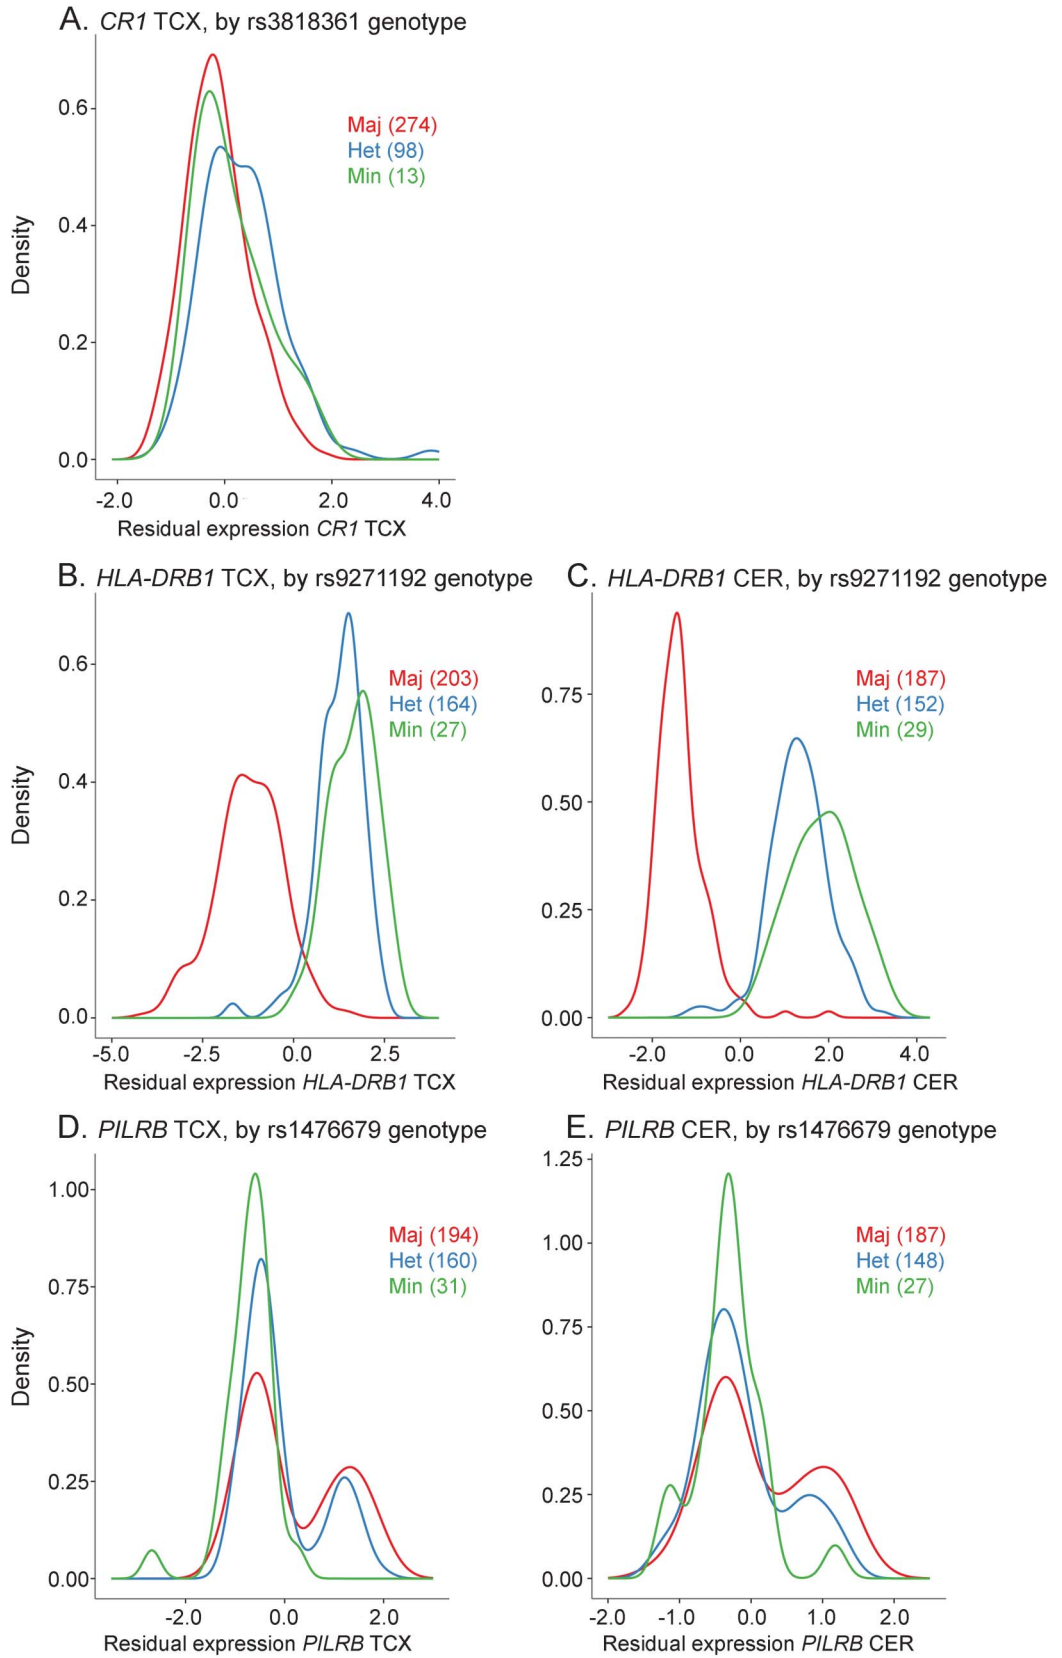 A. CR1 TCX, by rs3818361 genotype
0.6
0.4
0.2
0.0
Density
Maj (274)
Het (98)
Min (13)
-2.0 0.0 2.0 4.0
Residual expression CR1 TCX
B. HLA-DRB1 TCX, by rs9271192 genotype
0.6
0.4
0.2
0.0
Density
Maj (203)
Het (164)
Min (27)
-5.0 -2.5 0.0 2.5
Residual expression HLA-DRB1 TCX
C. HLA-DRB1 CER, by rs9271192 genotype
0.75
0.50
0.25
0.00
Maj (187)
Het (152)
Min (29)
-2.0 0.0 2.0 4.0
Residual expression HLA-DRB1 CER
D. PILRB TCX, by rs1476679 genotype
1.00
0.75
0.50
0.25
0.00
Density
Maj (194)
Het (160)
Min (31)
-2.0 0.0 2.0
Residual expression PILRB TCX
E. PILRB CER, by rs1476679 genotype
1.25
1.00
0.75
0.50
0.25
0.00
Maj (187)
Het (148)
Min (27)
-2.0 -1.0 0.0 1.0 2.0
Residual expression PILRB CER